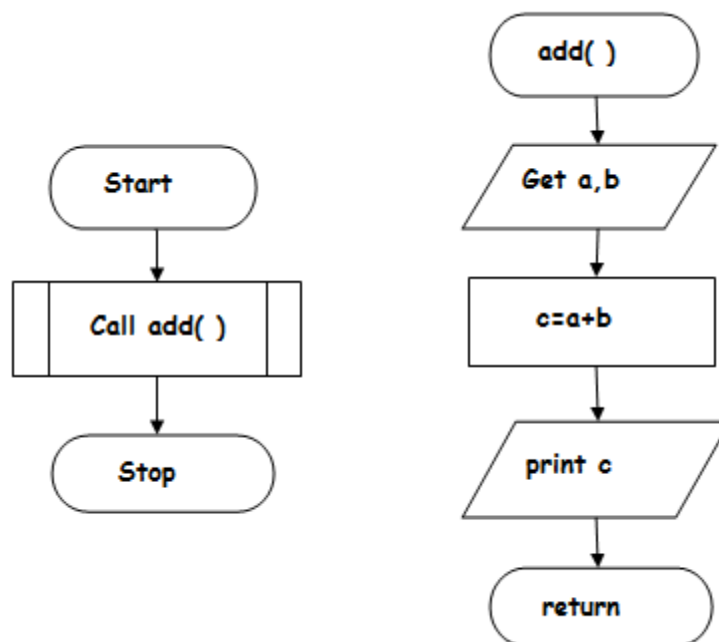 Start
Call add( )
Stop
add( )
Get a,b
c=a+b
print c
return